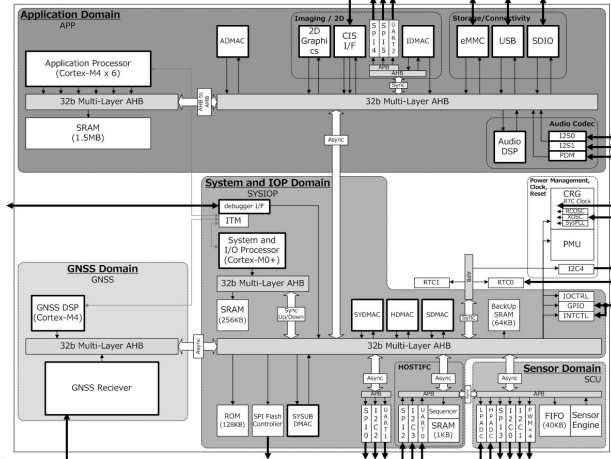 Application Domain
APP
Application Processor
(Cortex-M4 x 6)
32b Multi-Layer AHB
SRAM
(1.5MB)
AHB to AHB
ADMAC
Imaging / 2D
2D
Graphi
cs
CIS
I/F
SPI4
SPI5
UART2
IDMAC
APB
AHB
Sync
Storage/Connectivity
eMMC
USB
SDIO
32b Multi-Layer AHB
Async
Audio Codec
Audio
DSP
I2S0
I2S1
PDM
System and IOP Domain
SYSIOP
debugger I/F
ITM
System and
I/O Processor
(Cortex-M0+)
32b Multi-Layer AHB
SRAM
(256KB)
Sync
Up/Down
Power Management,
Clock,
Reset
CRG
RTC Clock
RCOSC
XOSC
SysPLL
PMU
I2C4
RTC1
RTC0
APB
Sync
IOCTRL
GPIO
INTCTL
GNSS Domain
GNSS
GNSS DSP
(Cortex-M4)
32b Multi-Layer AHB
GNSS Reciever
Async
SYDMAC
HDMAC
SDMAC
BackUp
SRAM
(64KB)
32b Multi-Layer AHB
ROM
(128KB)
SPI Flash
Controller
SYSUB
DMAC
Async
APB
SPI0
I2C2
UART1
HOSTIFC
Async
APB
SPI2
I2C3
UART0
Sequencer
SRAM
(1KB)
Sensor Domain
SCU
Async
APB
LPADC
HPADC
SPI3
I2C0
I2C1
PWM×4
FIFO
(40KB)
Sensor
Engine